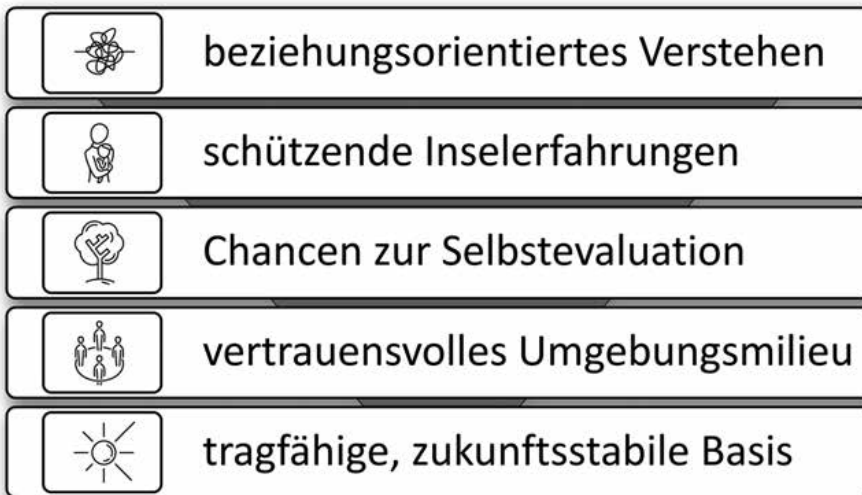 beziehungsorientiertes Verstehen
schützende Inselerfahrungen
Chancen zur Selbstevaluation
vertrauensvolles Umgebungsmilieu
tragfähige, zukunftsstabile Basis